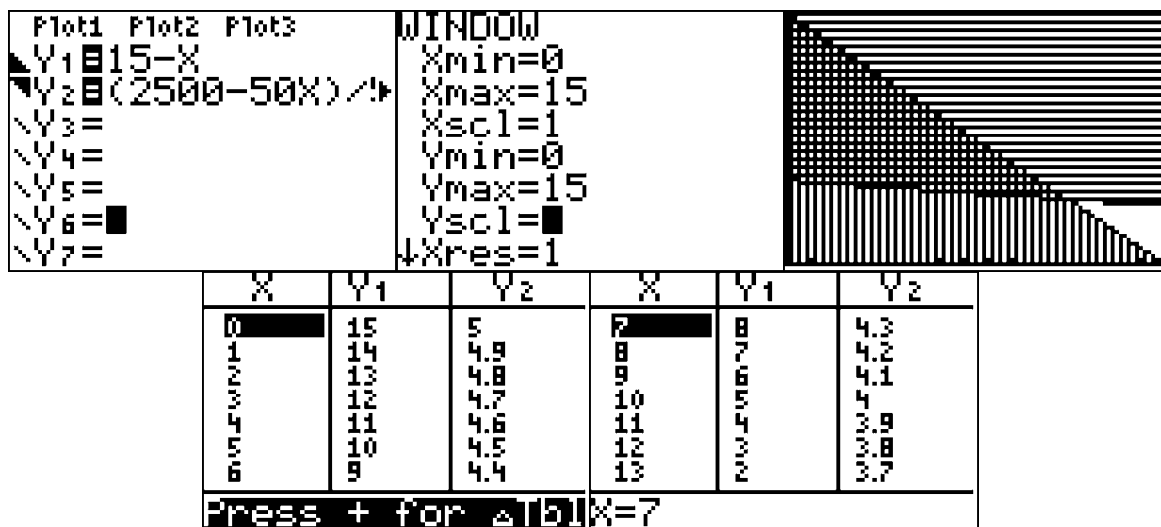 Plot1 Plot2 Plot3
Y1=15-X
Y2=(2500-50X)/
Y3=
Y4=
Y5=
Y6=
Y7=
WINDOW
Xmin=0
Xmax=15
Xscl=1
Ymin=0
Ymax=15
Yscl=
↓Xres=1
X Y1 Y2
0 15 5
1 14 4.9
2 13 4.8
3 12 4.7
4 11 4.6
5 10 4.5
6 9 4.4
Press + for △Tbl
X Y1 Y2
7 8 4.3
8 7 4.2
9 6 4.1
10 5 4
11 4 3.9
12 3 3.8
13 2 3.7
X=7